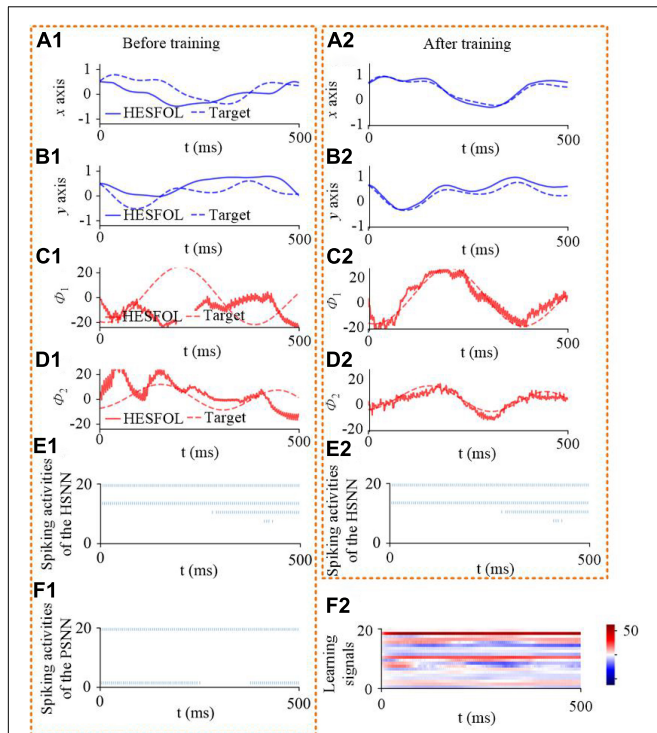 A1
Before training
A2
After training
1
0
-1
x axis
HESFOL
Target
0
500
t (ms)
1
0
-1
x axis
0
500
t (ms)
B1
1
0
-1
y axis
HESFOL
Target
0
500
t (ms)
B2
1
0
-1
y axis
0
500
t (ms)
C1
20
0
-20
Φ1
HESFOL
Target
0
500
t (ms)
C2
20
0
-20
Φ1
0
500
t (ms)
D1
20
0
-20
Φ2
HESFOL
Target
0
500
t (ms)
D2
20
0
-20
Φ2
0
500
t (ms)
E1
Spiking activities
of the HSNN
20
0
0
500
t (ms)
E2
Spiking activities
of the HSNN
20
0
0
500
t (ms)
F1
Spiking activities
of the PSNN
20
0
0
500
t (ms)
F2
Learning
signals
20
0
0
500
t (ms)
50